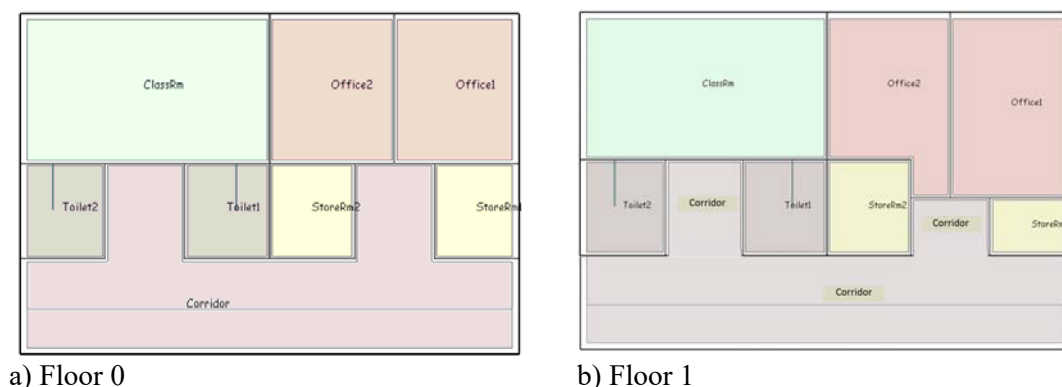 ClassRm
Office2
Office1
Toilet2
Toilet1
StoreRm2
StoreRm1
Corridor
a) Floor 0
ClassRm
Office2
Office1
Toilet2
Corridor
Toilet1
StoreRm2
Corridor
StoreRm
Corridor
b) Floor 1